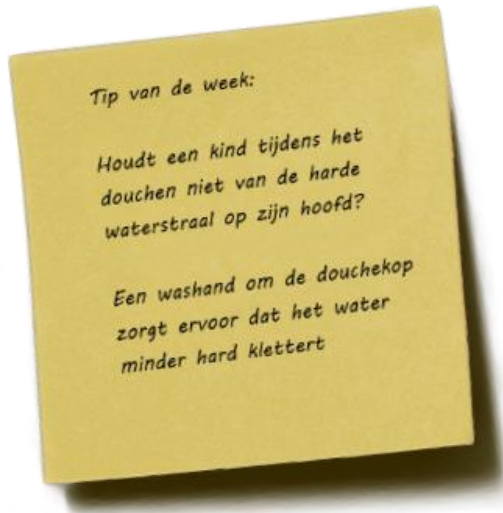 Tip van de week:
Houdt een kind tijdens het
douchen niet van de harde
waterstraal op zijn hoofd?
Een washand om de douchekop
zorgt ervoor dat het water
minder hard klettert